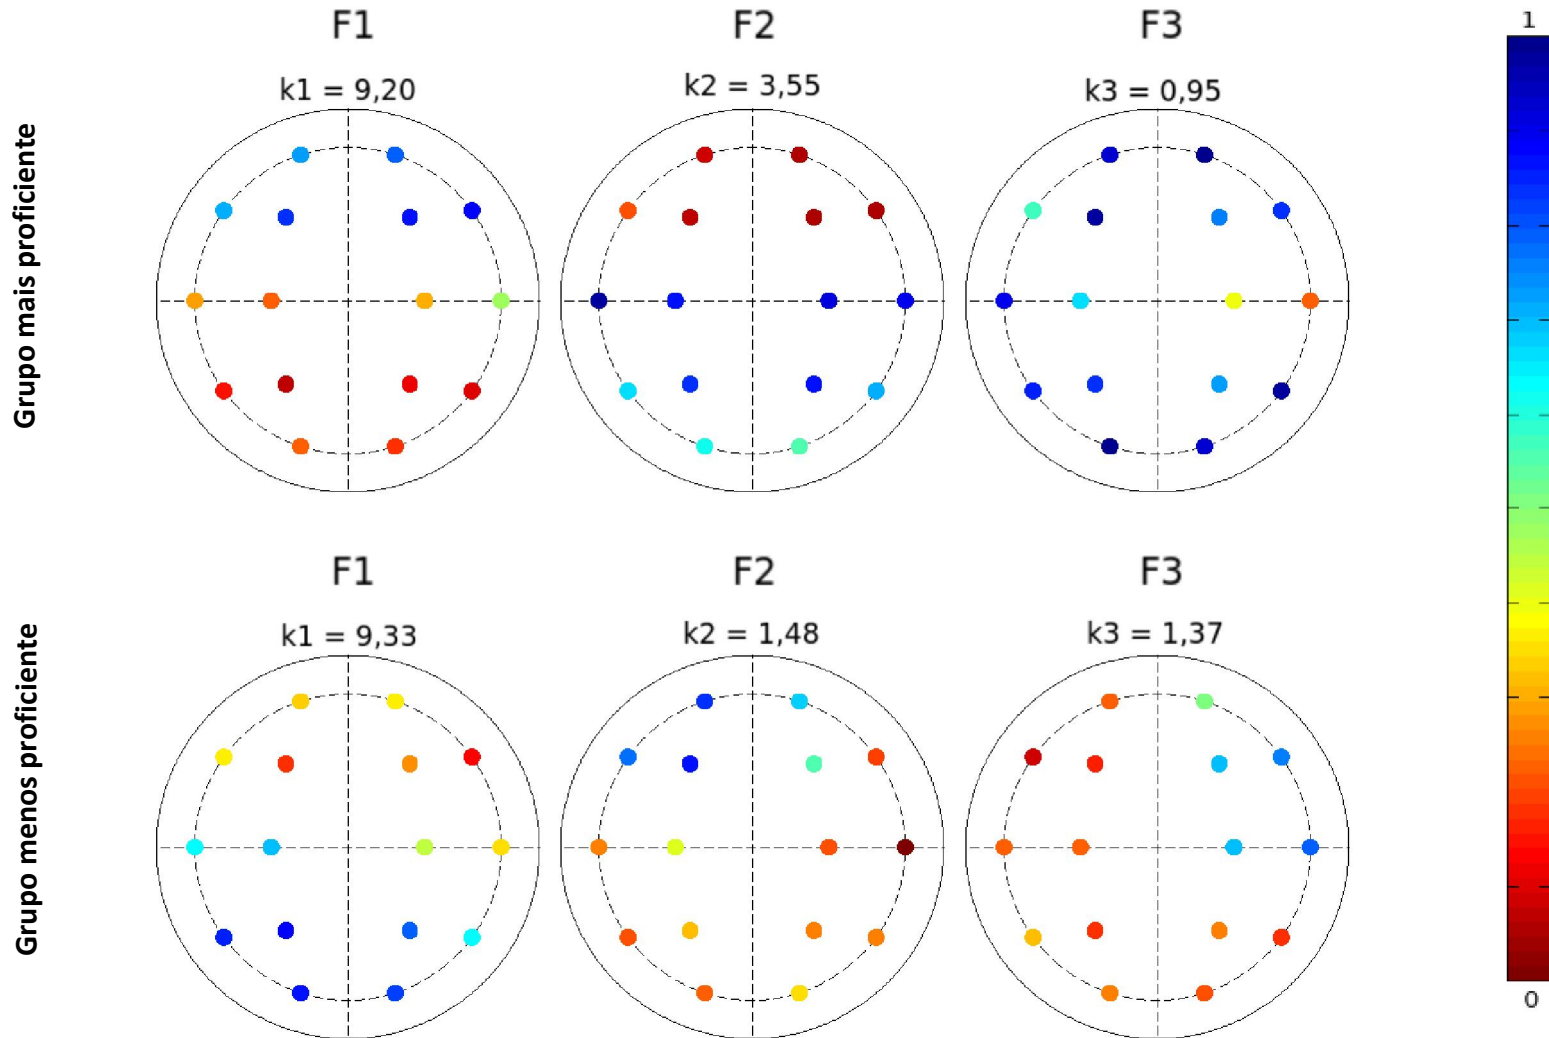 F1
F2
F3
1
k1 = 9,20
k2 = 3,55
k3 = 0,95
Grupo mais proficiente
F1
F2
F3
k1 = 9,33
k2 = 1,48
k3 = 1,37
Grupo menos proficiente
0